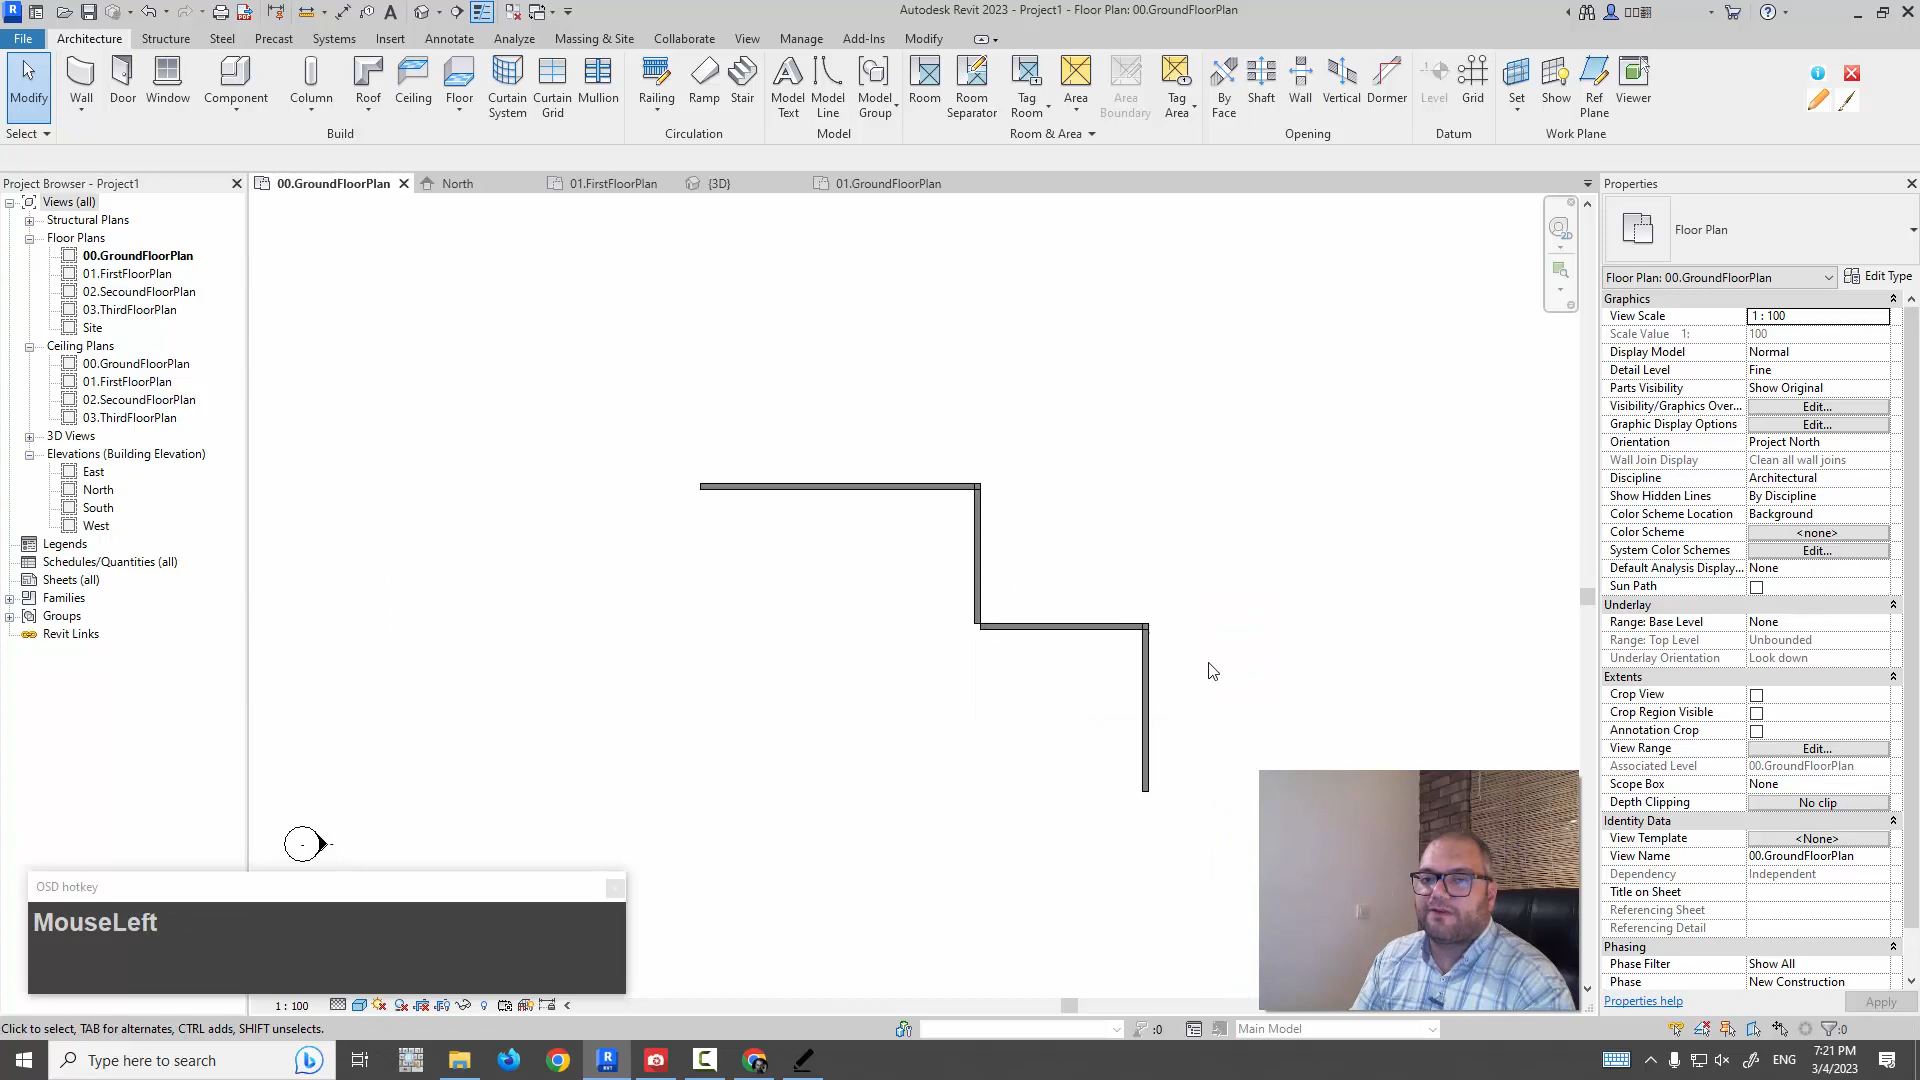 Autodesk Revit 2023 - Project1 - Floor Plan: 00.GroundFloorPlan
File Architecture Structure Steel Precast Systems Insert Annotate Analyze Massing & Site Collaborate View Manage Add-Ins Modify
Modify Wall Door Window Component Column Roof Ceiling Floor Curtain System Curtain Grid Mullion Railing Ramp Stair Model Text Model Line Model Group Room Room Separator Tag Room Area Area Boundary Tag Area By Face Shaft Wall Vertical Dormer Level Grid Set Show Ref Plane Viewer
Select Build Circulation Model Room & Area Opening Datum Work Plane
Project Browser - Project1
00.GroundFloorPlan North 01.FirstFloorPlan {3D} 01.GroundFloorPlan
Views (all)
Structural Plans
Floor Plans
00.GroundFloorPlan
01.FirstFloorPlan
02.SecoundFloorPlan
03.ThirdFloorPlan
Site
Ceiling Plans
00.GroundFloorPlan
01.FirstFloorPlan
02.SecoundFloorPlan
03.ThirdFloorPlan
3D Views
Elevations (Building Elevation)
East
North
South
West
Legends
Schedules/Quantities (all)
Sheets (all)
Families
Groups
Revit Links
2D
Properties
Floor Plan
Floor Plan: 00.GroundFloorPlan Edit Type
Graphics
View Scale 1 : 100
Scale Value 1: 100
Display Model Normal
Detail Level Fine
Parts Visibility Show Original
Visibility/Graphics Over... Edit...
Graphic Display Options Edit...
Orientation Project North
Wall Join Display Clean all wall joins
Discipline Architectural
Show Hidden Lines By Discipline
Color Scheme Location Background
Color Scheme <none>
System Color Schemes Edit...
Default Analysis Display... None
Sun Path
Underlay
Range: Base Level None
Range: Top Level Unbounded
Underlay Orientation Look down
Extents
Crop View
Crop Region Visible
Annotation Crop
View Range Edit...
Associated Level 00.GroundFloorPlan
Scope Box None
Depth Clipping No clip
Identity Data
View Template <None>
View Name 00.GroundFloorPlan
Dependency Independent
Title on Sheet
Referencing Sheet
Referencing Detail
Phasing
Phase Filter Show All
Phase New Construction
Properties help Apply
OSD hotkey
MouseLeft
1 : 100
Click to select, TAB for alternates, CTRL adds, SHIFT unselects.
:0 Main Model :0
Type here to search
ENG 7:21 PM
3/4/2023